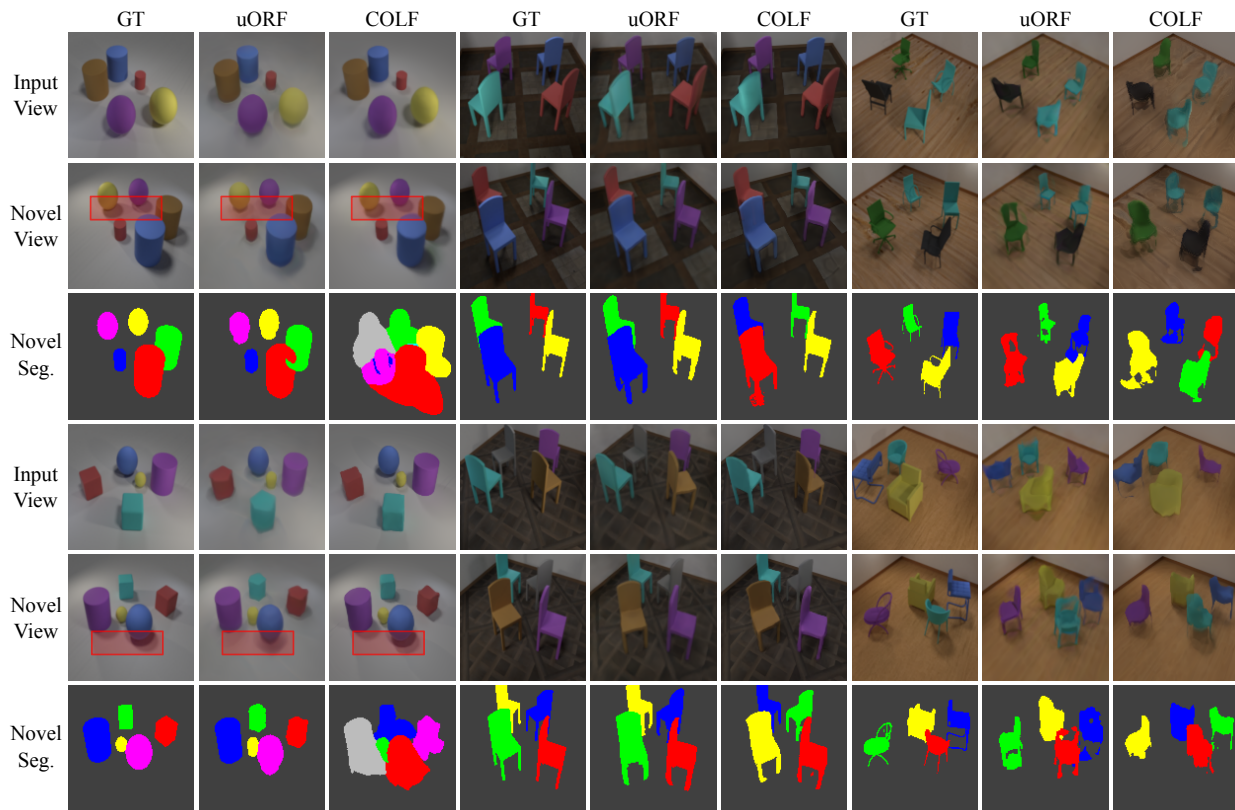 GT uORF COLF GT uORF COLF GT uORF COLF
Input
View
Novel
View
Novel
Seg.
Input
View
Novel
View
Novel
Seg.